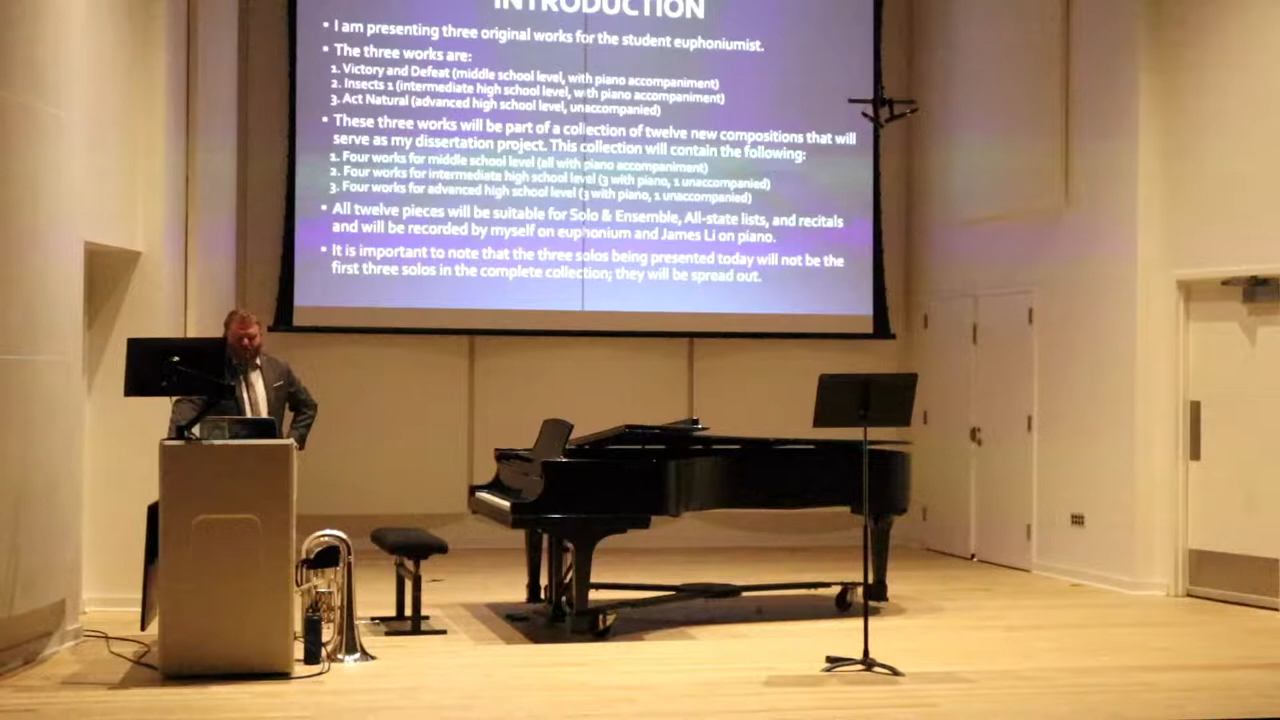 INTRODUCTION
▪ I am presenting three original works for the student euphoniumist.
▪ The three works are:
1. Victory and Defeat (middle school level, with piano accompaniment)
2. Insects 1 (intermediate high school level, with piano accompaniment)
3. Act Natural (advanced high school level, unaccompanied)
▪ These three works will be part of a collection of twelve new compositions that will
serve as my dissertation project. This collection will contain the following:
1. Four works for middle school level (all with piano accompaniment)
2. Four works for intermediate high school level (3 with piano, 1 unaccompanied)
3. Four works for advanced high school level (3 with piano, 1 unaccompanied)
▪ All twelve pieces will be suitable for Solo & Ensemble, All-state lists, and recitals
and will be recorded by myself on euphonium and James Li on piano.
▪ It is important to note that the three solos being presented today will not be the
first three solos in the complete collection; they will be spread out.